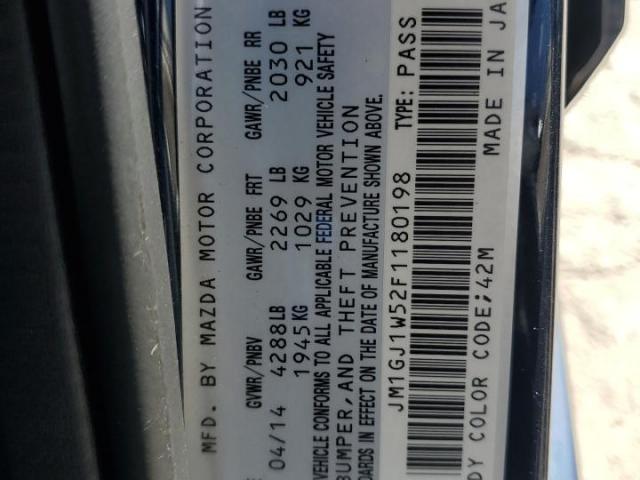 MFD. BY MAZDA MOTOR CORPORATION
GVWR/PNBV GAWR/PNBE FRT GAWR/PNBE RR
04/14 4288LB 2269 LB 2030 LB
1945KG 1029 KG 921 KG
VEHICLE CONFORMS TO ALL APPLICABLE FEDERAL MOTOR VEHICLE SAFETY
BUMPER, AND THEFT PREVENTION
DARDS IN EFFECT ON THE DATE OF MANUFACTURE SHOWN ABOVE.
JM1GJ1W52F1180198 TYPE: PASS
DY COLOR CODE;42M MADE IN JA